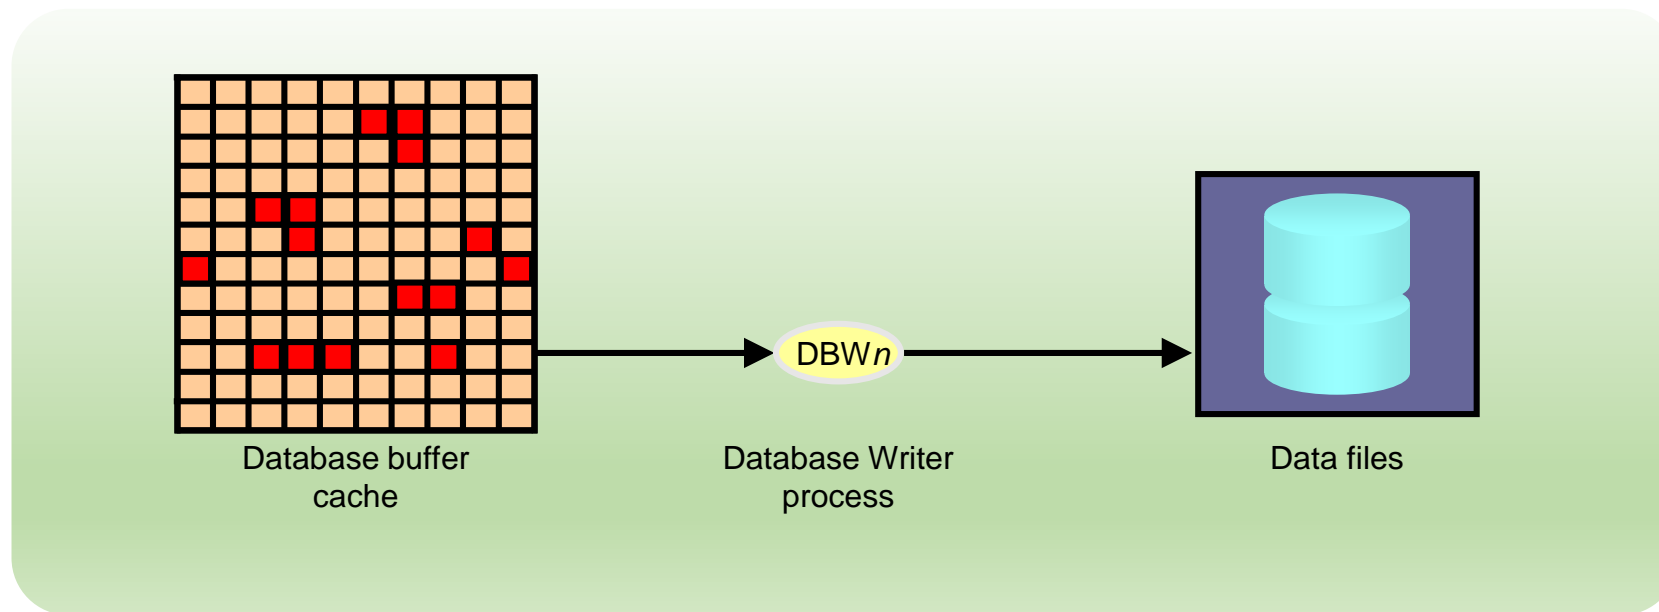 DBWn
Database buffer
cache
Database Writer
process
Data files